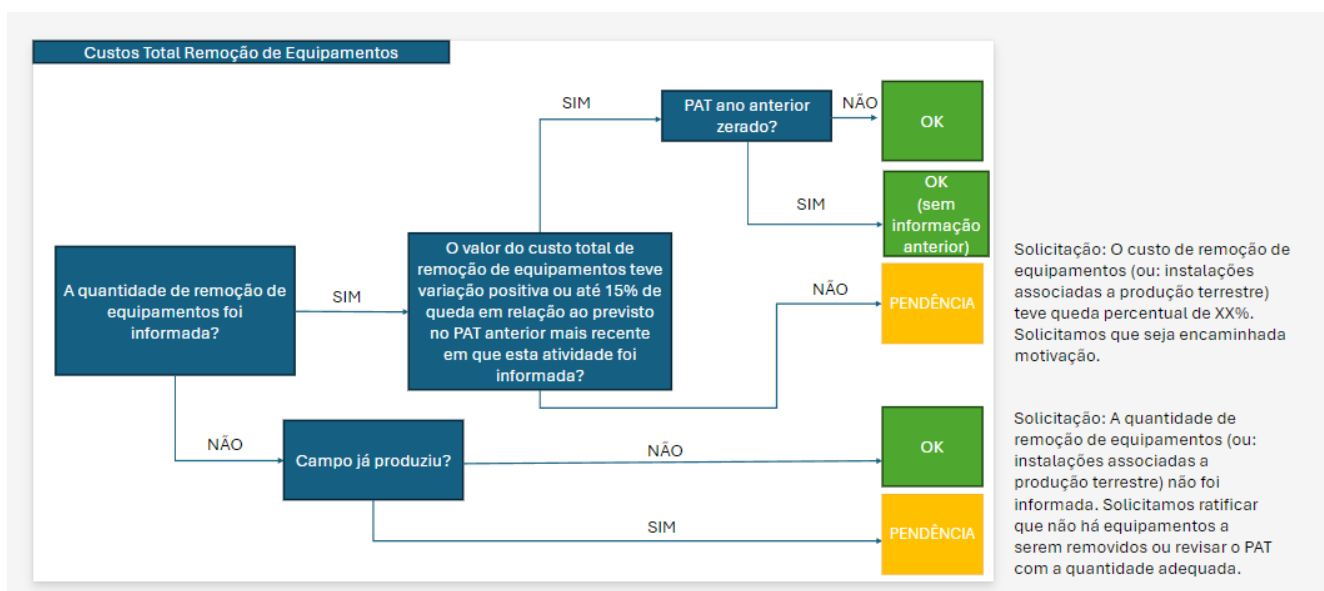 Custos Total Remoção de Equipamentos
SIM
PAT ano anterior
zerado?
NÃO
OK
SIM
OK
(sem
informação
anterior)
A quantidade de remoção de
equipamentos foi
informada?
SIM
O valor do custo total de
remoção de equipamentos teve
variação positiva ou até 15% de
queda em relação ao previsto
no PAT anterior mais recente
em que esta atividade foi
informada?
NÃO
PENDÊNCIA
Solicitação: O custo de remoção de
equipamentos (ou: instalações
associadas a produção terrestre)
teve queda percentual de XX%.
Solicitamos que seja encaminhada
motivação.
NÃO
Campo já produziu?
NÃO
OK
SIM
PENDÊNCIA
Solicitação: A quantidade de
remoção de equipamentos (ou:
instalações associadas a
produção terrestre) não foi
informada. Solicitamos ratificar
que não há equipamentos a
serem removidos ou revisar o PAT
com a quantidade adequada.